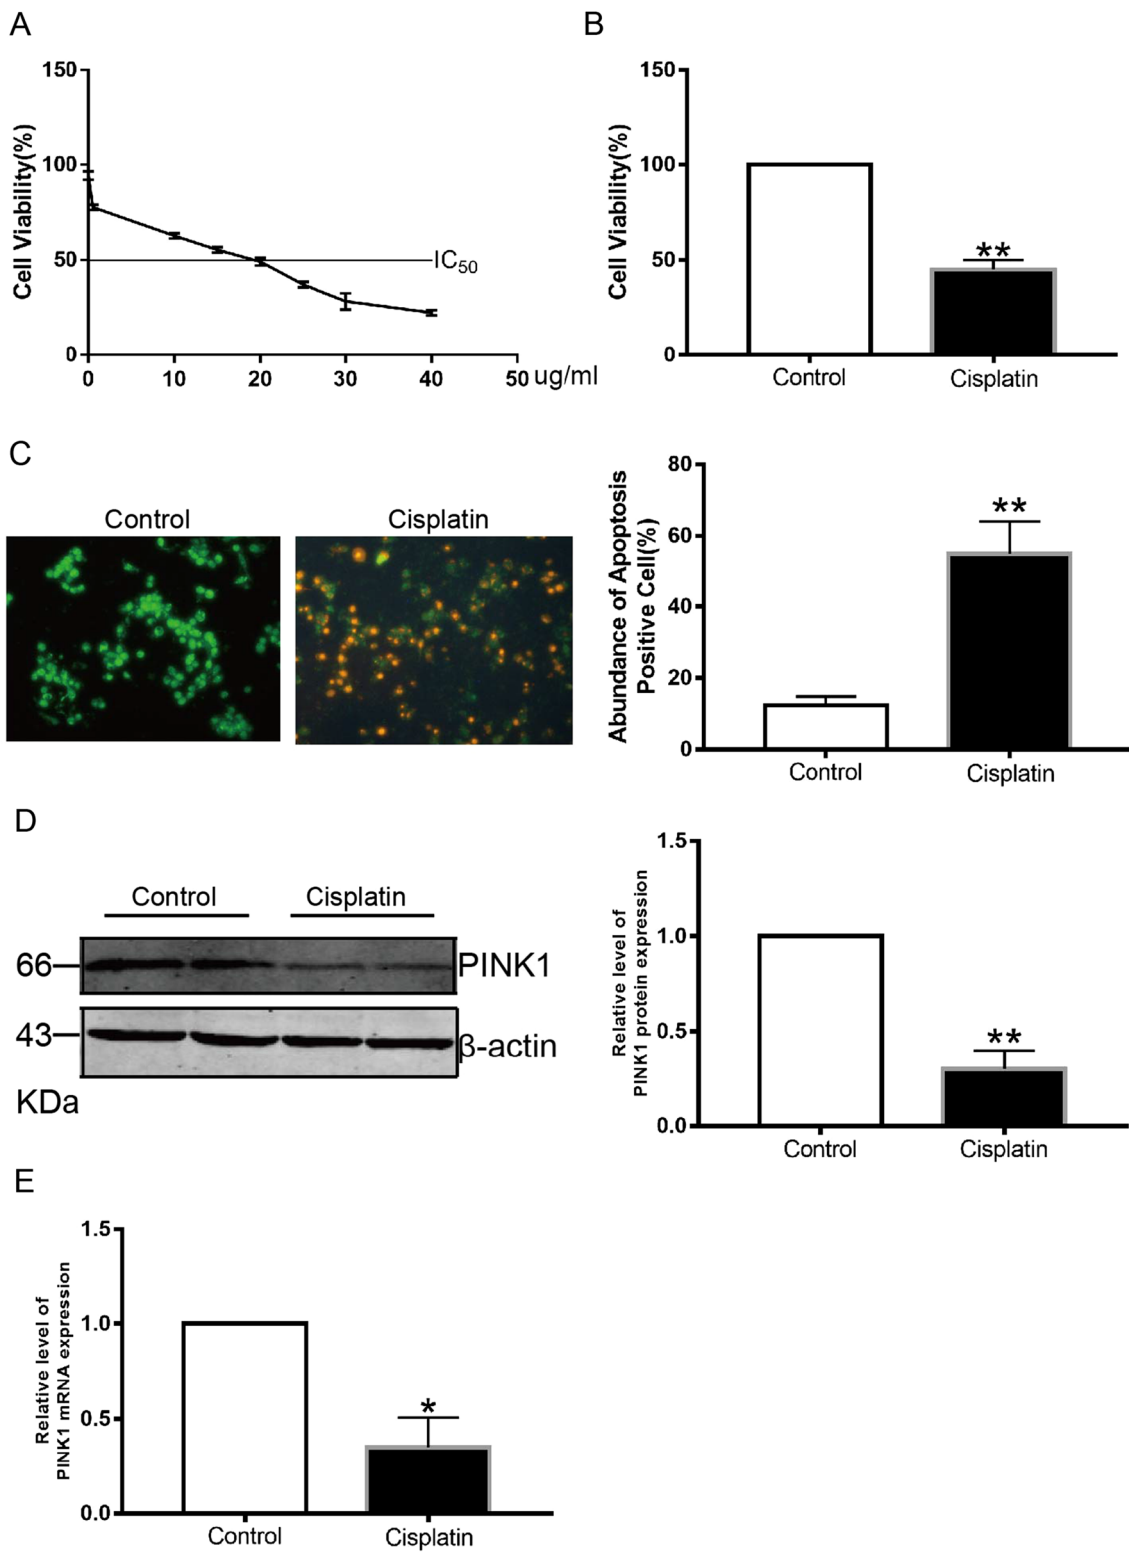 A
Cell Viability(%)
150
100
50
0
IC50
0 10 20 30 40 50 ug/ml
B
Cell Viability(%)
150
100
50
0
**
Control Cisplatin
C
Control Cisplatin
Abundance of Apoptosis
Positive Cell(%)
80
60
40
20
0
**
Control Cisplatin
D
Control Cisplatin
66 PINK1
43 β-actin
KDa
Relative level of
PINK1 protein expression
1.5
1.0
0.5
0.0
**
Control Cisplatin
E
Relative level of
PINK1 mRNA expression
1.5
1.0
0.5
0.0
*
Control Cisplatin